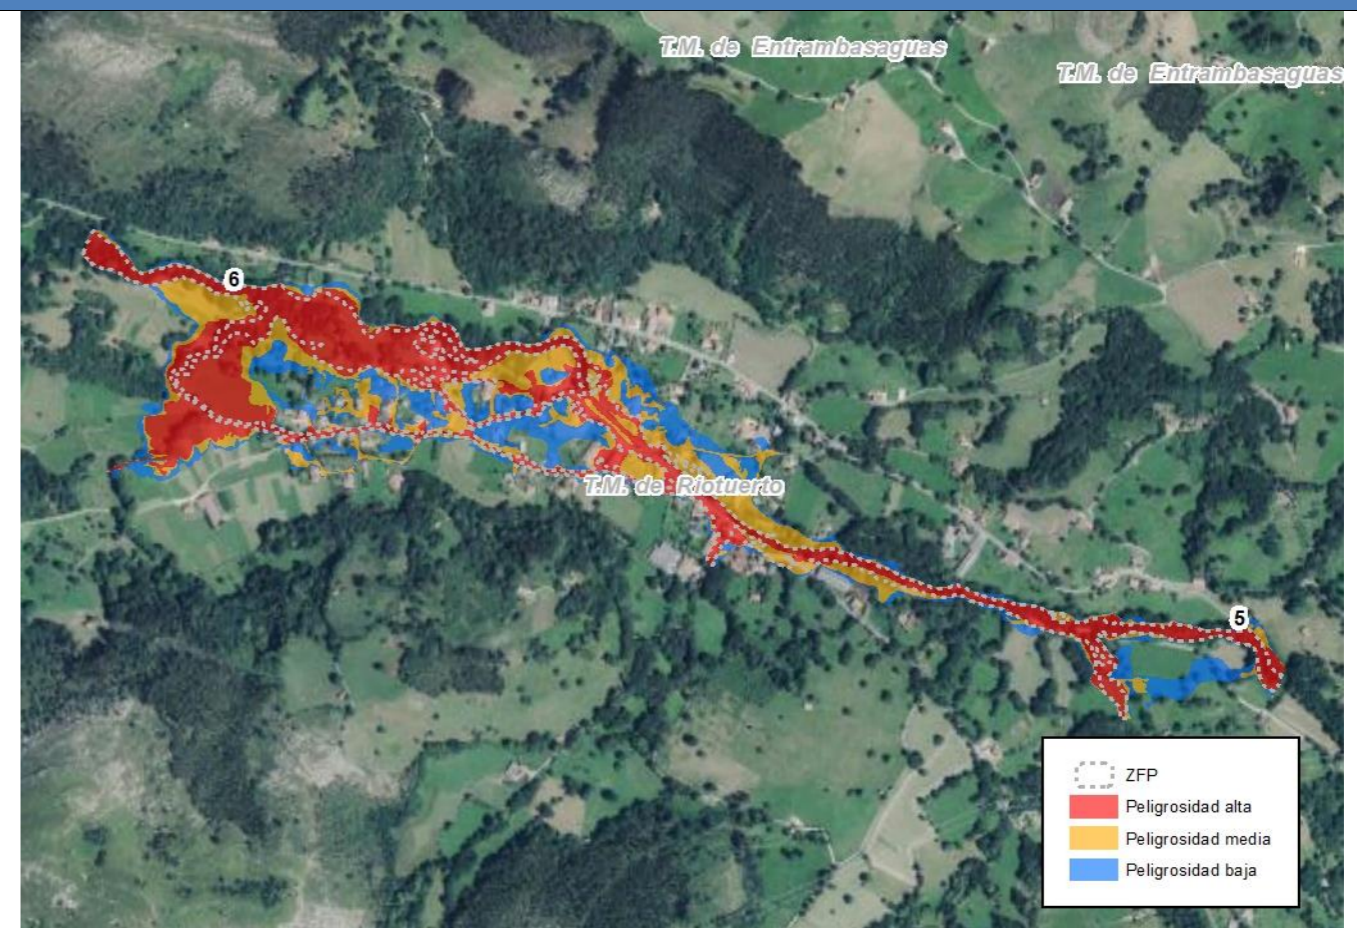 T.M. de Entrambasaguas
T.M. de Entrambasaguas
6
T.M. de Riotuerto
5
ZFP
Peligrosidad alta
Peligrosidad media
Peligrosidad baja